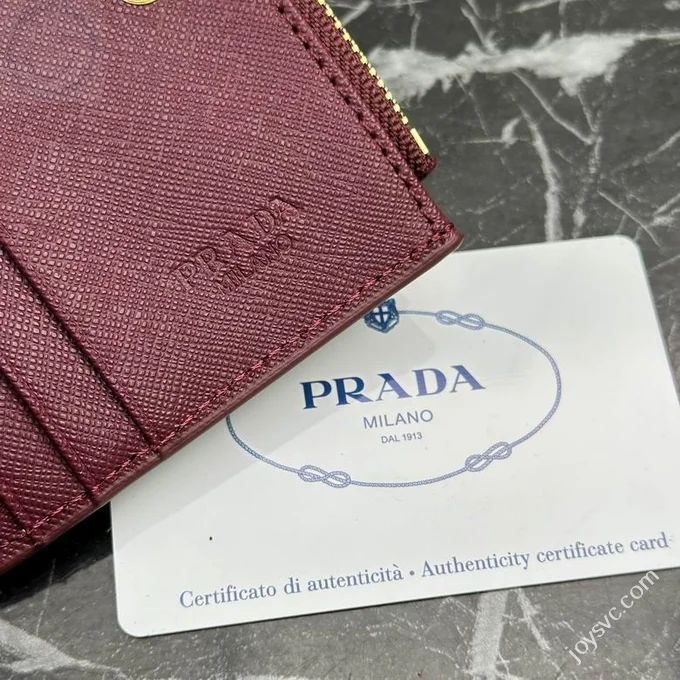 PRADA
MILANO
PRADA
MILANO
DAL 1913
Certificato di autenticità • Authenticity certificate card
joysvc.com